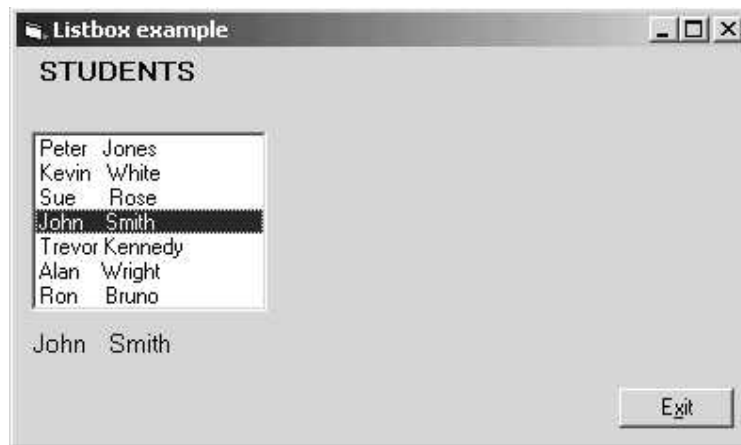 Listbox example
STUDENTS
Peter Jones
Kevin White
Sue Rose
John Smith
Trevor Kennedy
Alan Wright
Ron Bruno
John Smith
Exit